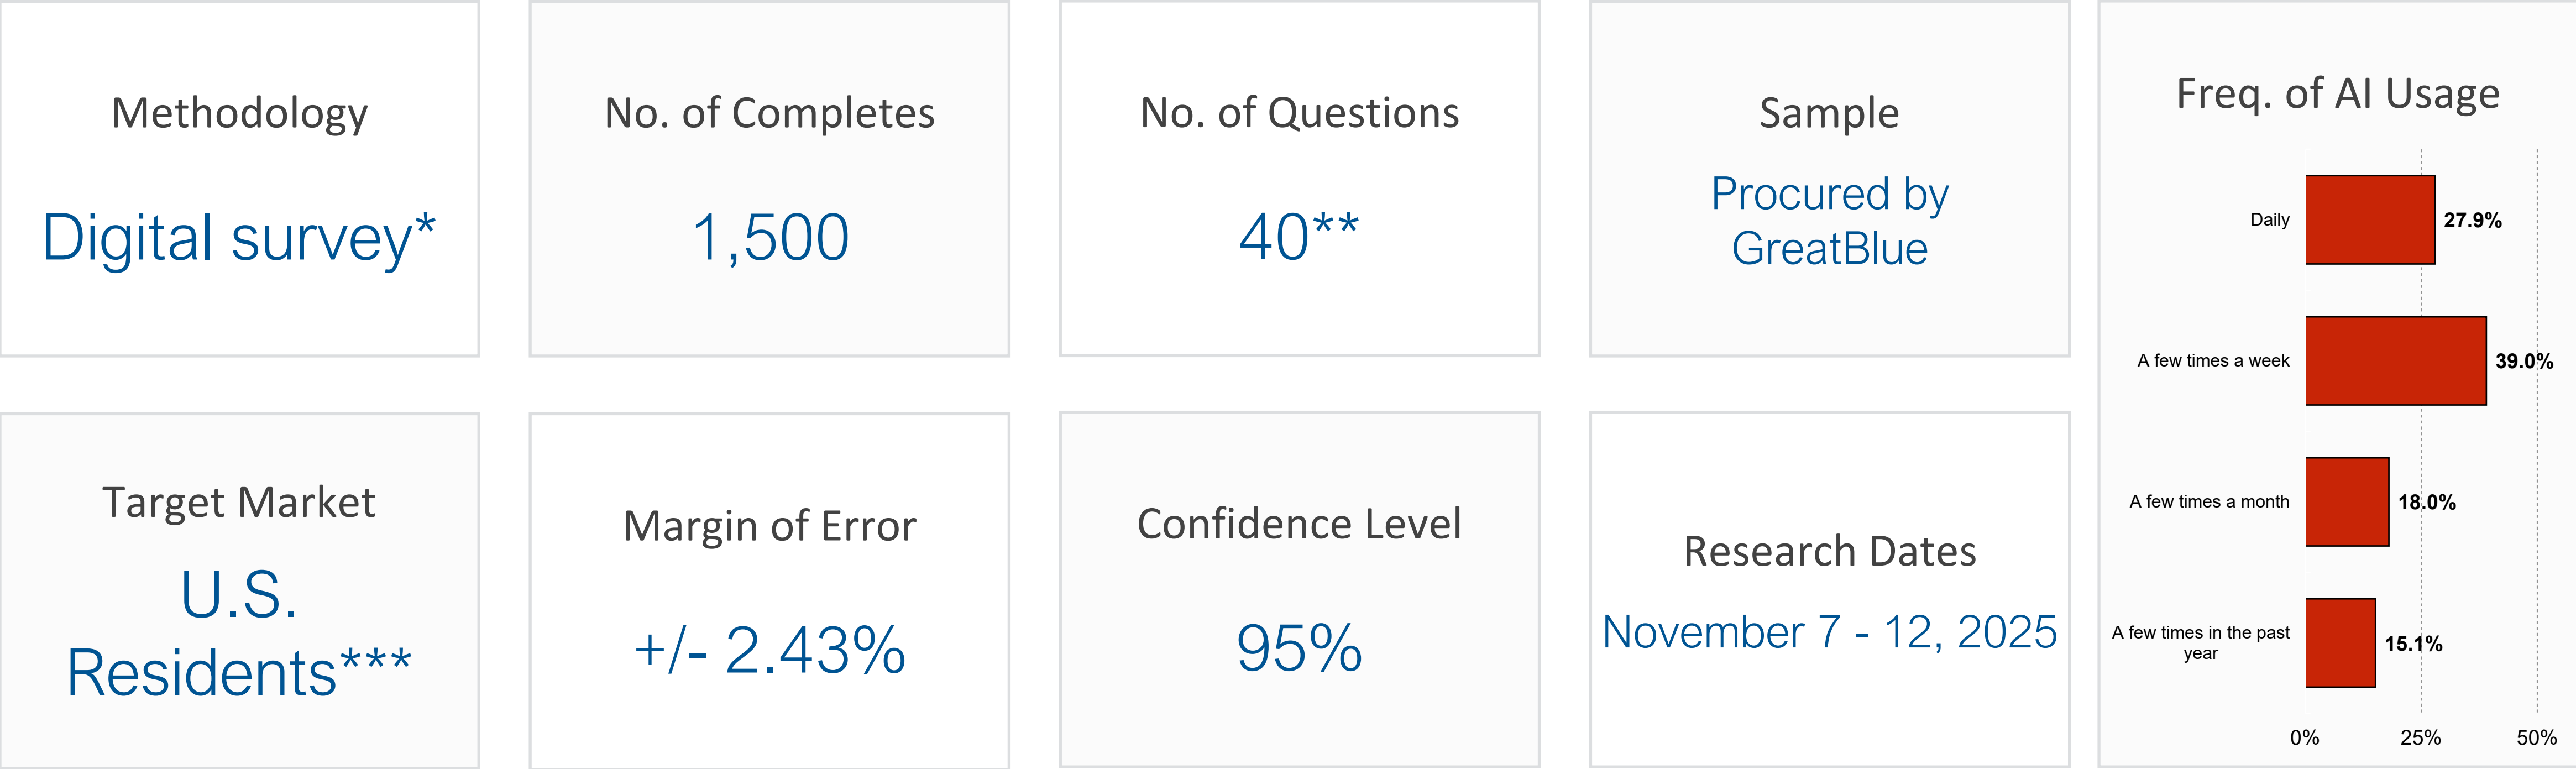 Methodology
Digital survey*
No. of Completes
1,500
No. of Questions
40**
Sample
Procured by
GreatBlue
Target Market
U.S.
Residents***
Margin of Error
+/- 2.43%
Confidence Level
95%
Research Dates
November 7 - 12, 2025
Freq. of AI Usage
Daily
27.9%
A few times a week
39.0%
A few times a month
18.0%
A few times in the past
year
15.1%
0%
25%
50%